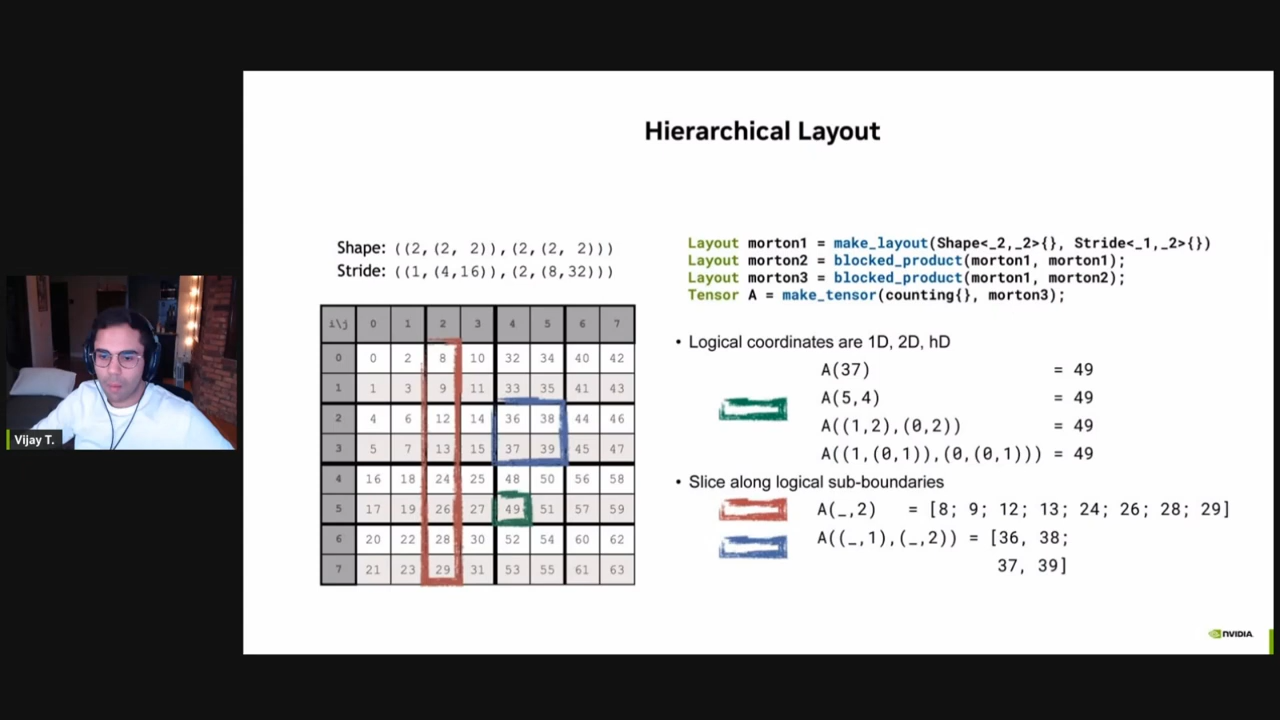 Hierarchical Layout
Shape: ((2,(2, 2)),(2,(2, 2)))
Stride: ((1,(4,16)),(2,(8,32)))
i\j 0 1 2 3 4 5 6 7
0 0 2 8 10 32 34 40 42
1 1 3 9 11 33 35 41 43
2 4 6 12 14 36 38 44 46
3 5 7 13 15 37 39 45 47
4 16 18 24 25 48 50 56 58
5 17 19 26 27 49 51 57 59
6 20 22 28 30 52 54 60 62
7 21 23 29 31 53 55 61 63
Layout morton1 = make_layout(Shape<_2,_2>{}, Stride<_1,_2>{})
Layout morton2 = blocked_product(morton1, morton1);
Layout morton3 = blocked_product(morton1, morton2);
Tensor A = make_tensor(counting{}, morton3);
• Logical coordinates are 1D, 2D, hD
A(37) = 49
A(5,4) = 49
A((1,2),(0,2)) = 49
A((1,(0,1)),(0,(0,1))) = 49
• Slice along logical sub-boundaries
A(_,2) = [8; 9; 12; 13; 24; 26; 28; 29]
A((_,1),(_,2)) = [36, 38;
37, 39]
NVIDIA
Vijay T.